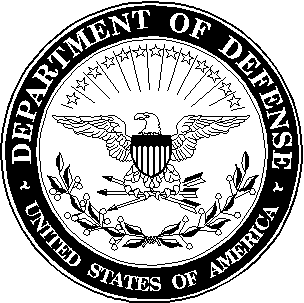 DEPARTMENT OF DEFENSE
UNITED STATES OF AMERICA